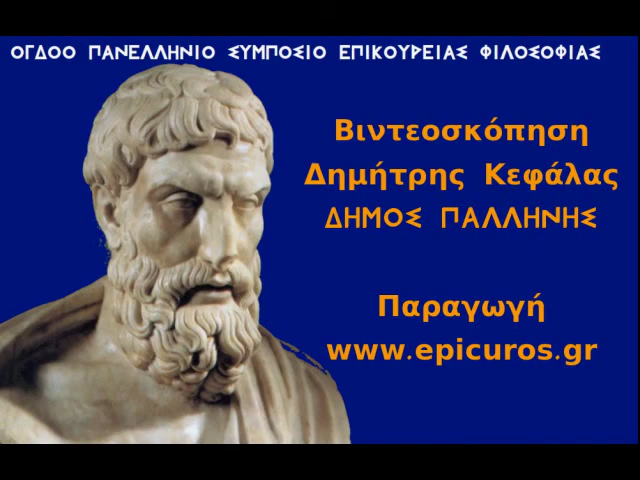 ΟΓΔΟΟ ΠΑΝΕΛΛΗΝΙΟ ΣΥΜΠΟΣΙΟ ΕΠΙΚΟΥΡΕΙΑΣ ΦΙΛΟΣΟΦΙΑΣ
Βιντεοσκόπηση
Δημήτρης Κεφάλας
ΔΗΜΟΣ ΠΑΛΛΗΝΗΣ
Παραγωγή
www.epicuros.gr